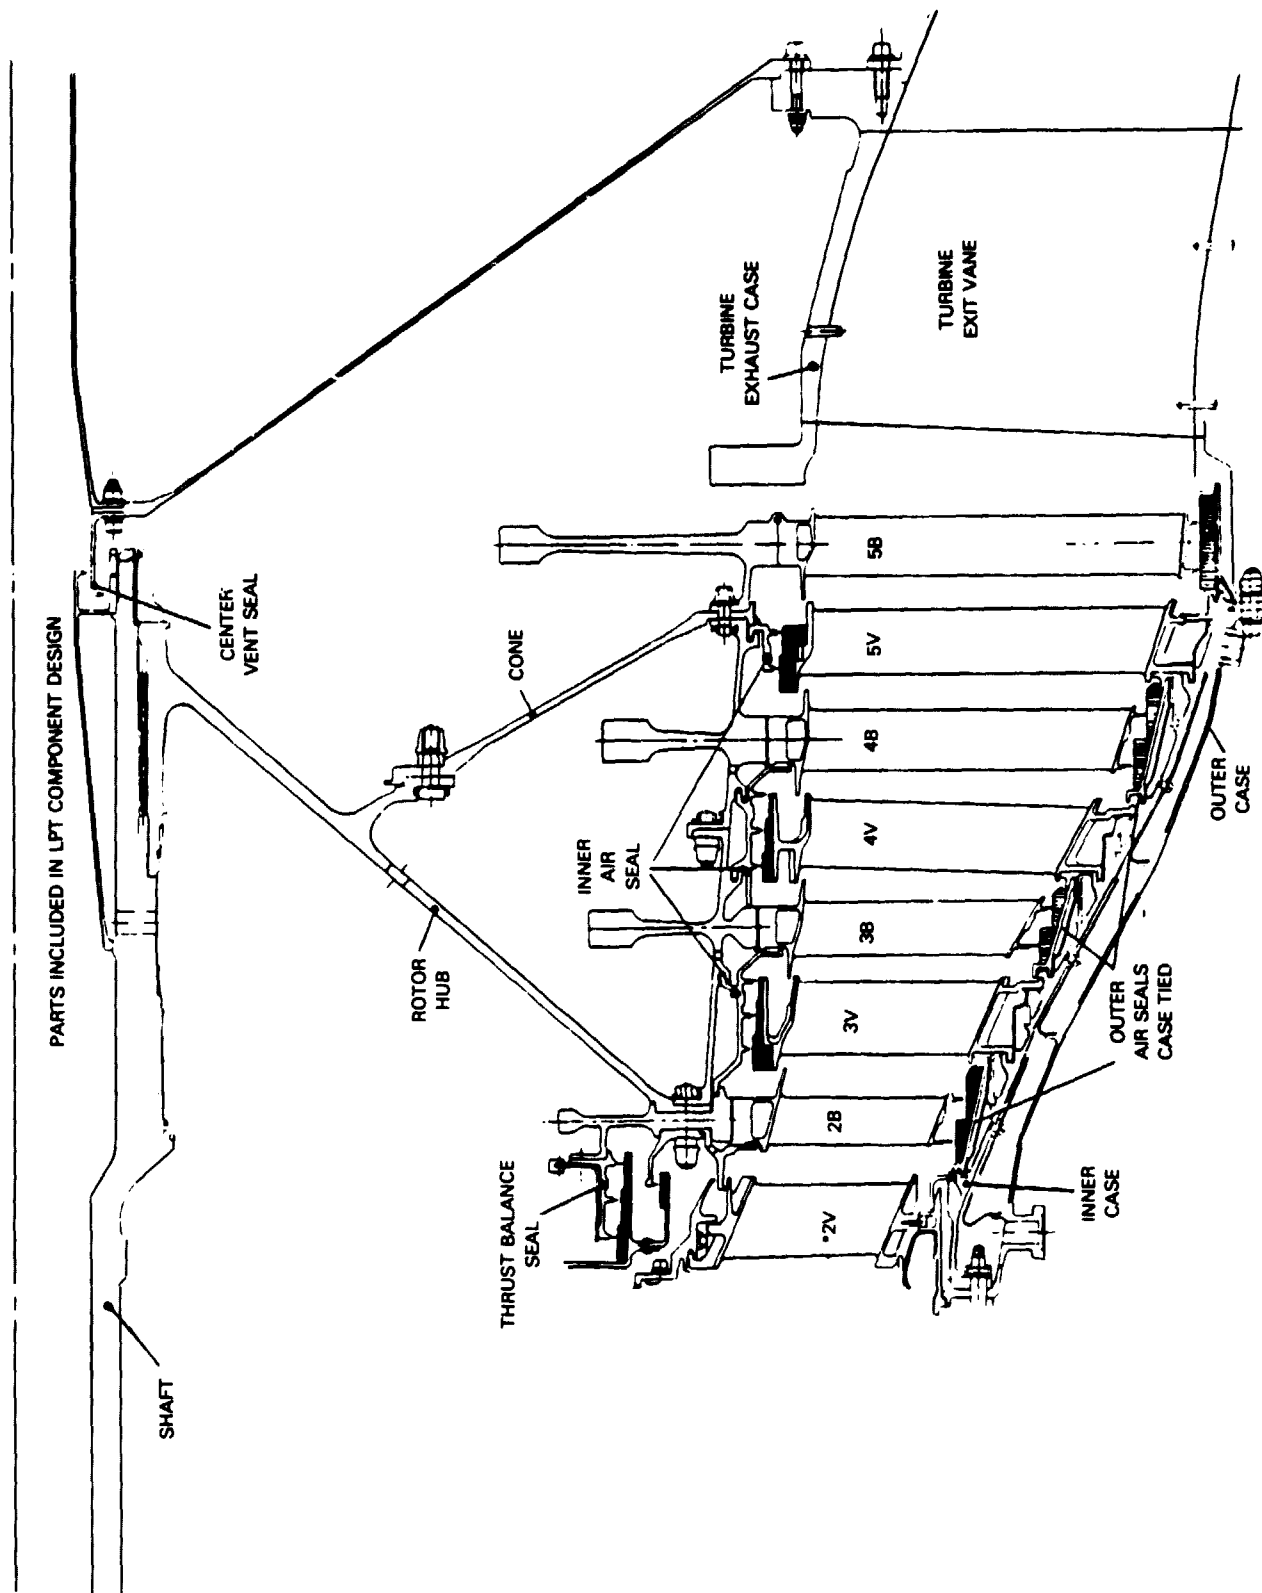 PARTS INCLUDED IN LPT COMPONENT DESIGN
SHAFT
CENTER
VENT SEAL
ROTOR
HUB
CONE
THRUST BALANCE
SEAL
INNER
AIR
SEAL
TURBINE
EXHAUST CASE
TURBINE
EXIT VANE
*2V
2B
3V
3B
4V
4B
5V
5B
INNER
CASE
OUTER
AIR SEALS
CASE TIED
OUTER
CASE